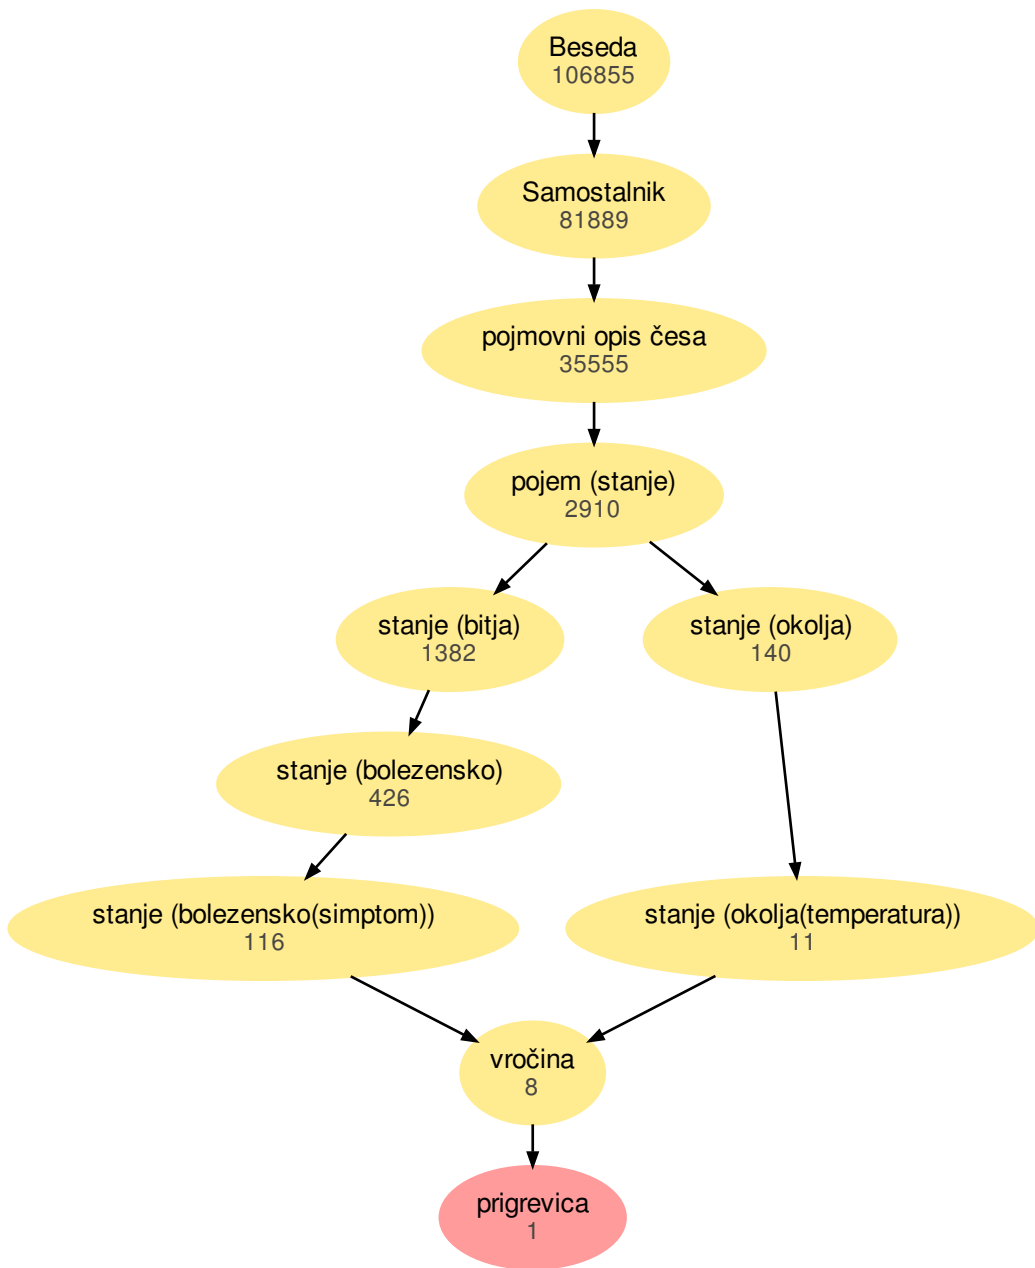 Beseda
106855
Samostalnik
81889
pojmovni opis česa
35555
pojem (stanje)
2910
stanje (bitja)
1382
stanje (okolja)
140
stanje (bolezensko)
426
stanje (bolezensko(simptom))
116
stanje (okolja(temperatura))
11
vročina
8
prigrevica
1